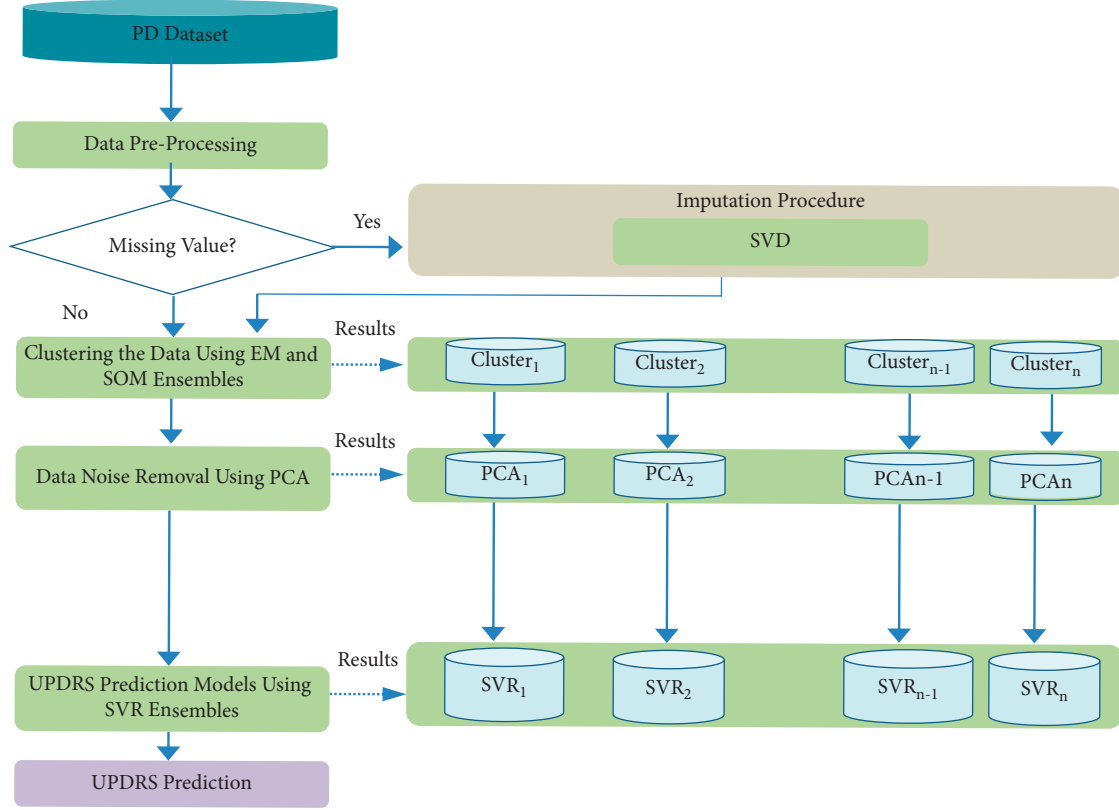 PD Dataset
Data Pre-Processing
Missing Value?
Yes
Imputation Procedure
SVD
No
Clustering the Data Using EM and
SOM Ensembles
Results
Cluster₁
Cluster₂
Clusterₙ₋₁
Clusterₙ
Data Noise Removal Using PCA
Results
PCA₁
PCA₂
PCAn-1
PCAn
UPDRS Prediction Models Using
SVR Ensembles
Results
SVR₁
SVR₂
SVRₙ₋₁
SVRₙ
UPDRS Prediction